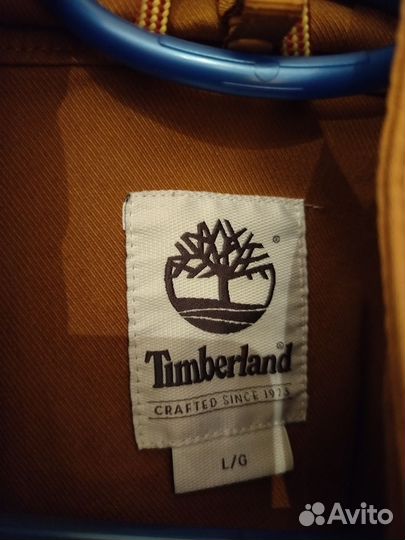 ®
Timberland®
CRAFTED SINCE 1973
L/G
Avito